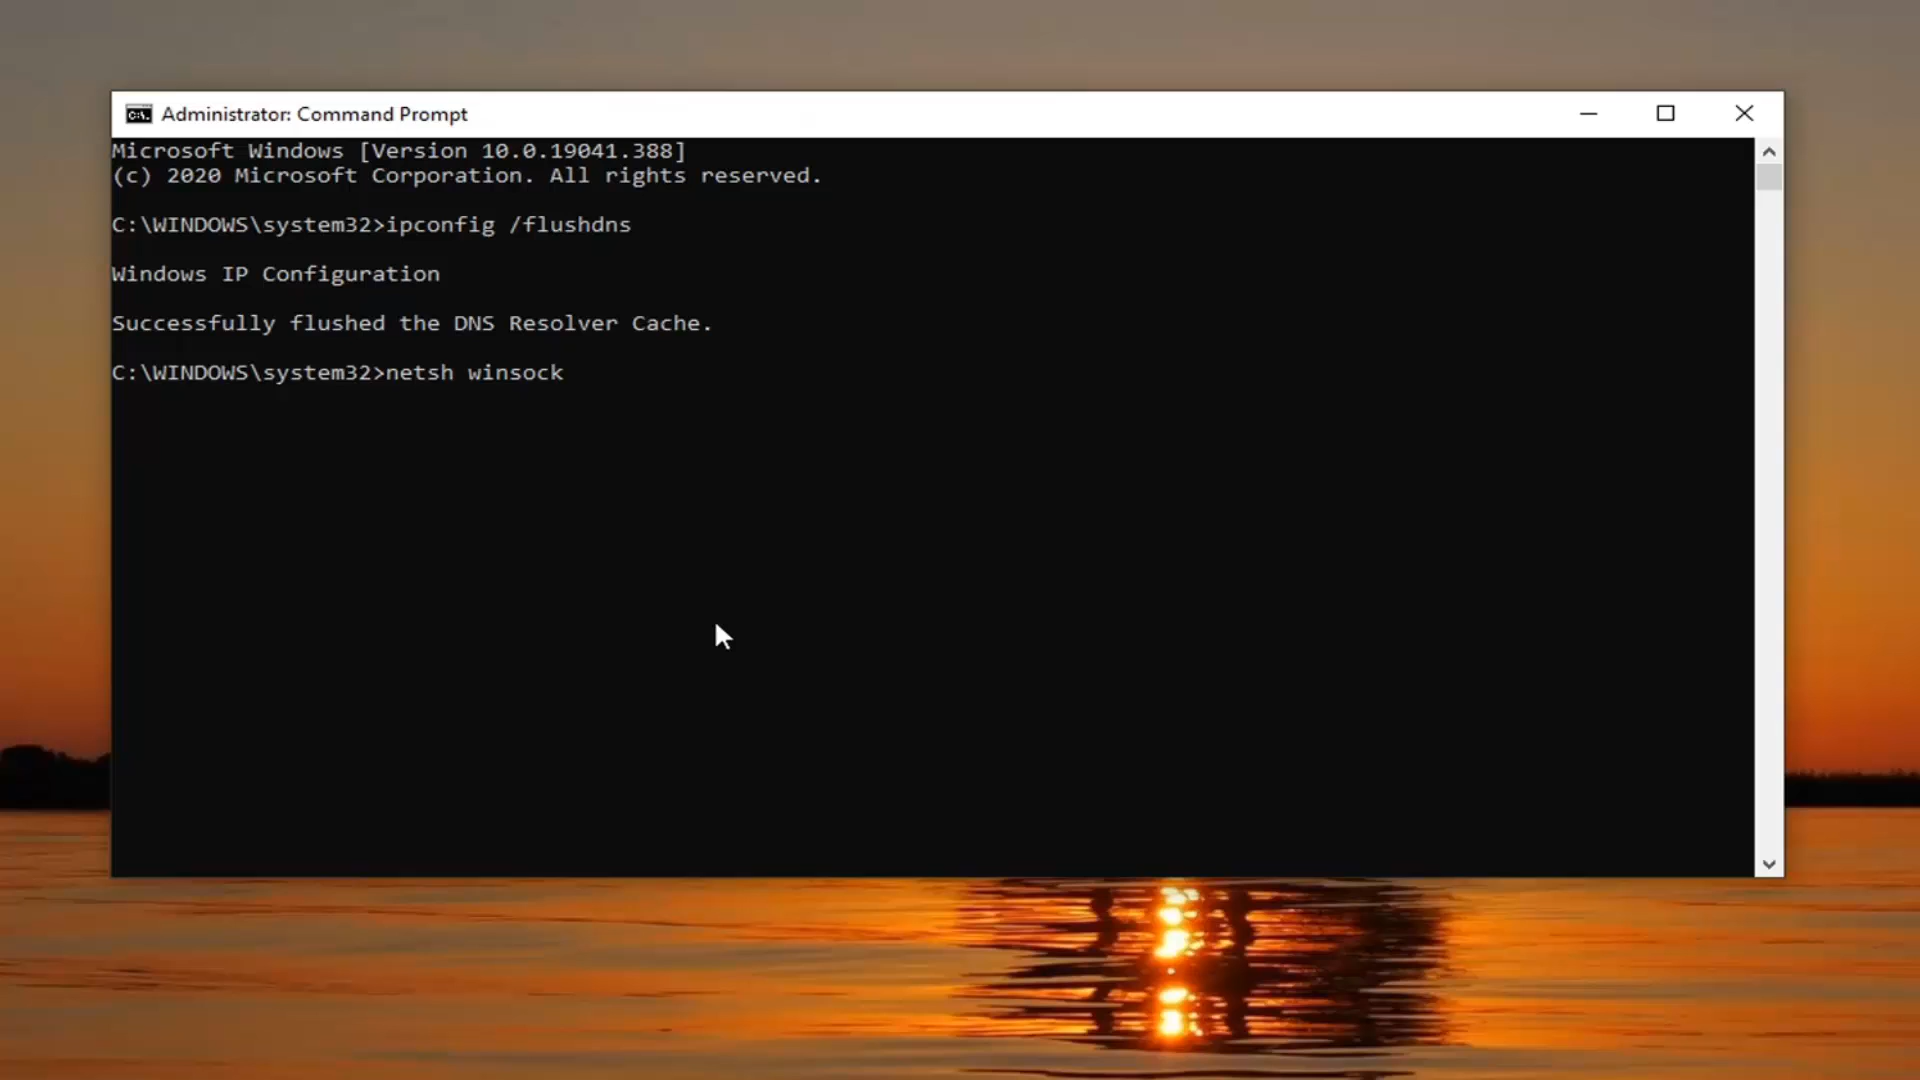 Administrator: Command Prompt
Microsoft Windows [Version 10.0.19041.388]
(c) 2020 Microsoft Corporation. All rights reserved.
C:\WINDOWS\system32>ipconfig /flushdns
Windows IP Configuration
Successfully flushed the DNS Resolver Cache.
C:\WINDOWS\system32>netsh winsock